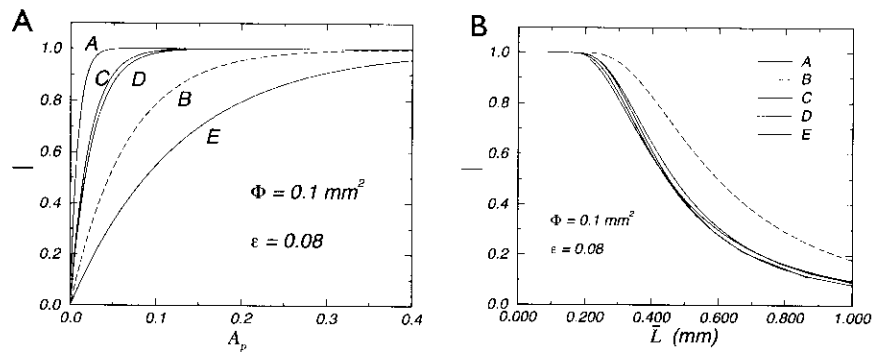 A
1.0
0.8
0.6
0.4
0.2
0.0
I
A
C
D
B
E
Φ = 0.1 mm²
ε = 0.08
0.0 0.1 0.2 0.3 0.4
A_p
B
1.0
0.8
0.6
0.4
0.2
0.0
I
A
B
C
D
E
Φ = 0.1 mm²
ε = 0.08
0.000 0.200 0.400 0.600 0.800 1.000
L̄ (mm)